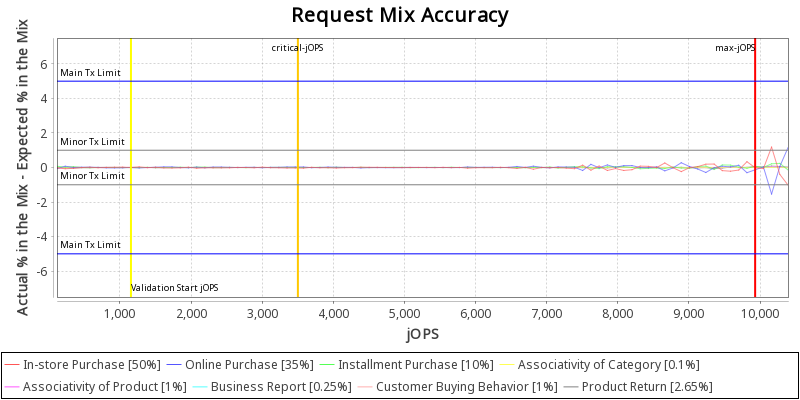 Request Mix Accuracy
Actual % in the Mix - Expected % in the Mix
critical-jOPS
max-jOPS
6
Main Tx Limit
4
2
Minor Tx Limit
0
Minor Tx Limit
-2
-4
Main Tx Limit
-6
Validation Start jOPS
1,000 2,000 3,000 4,000 5,000 6,000 7,000 8,000 9,000 10,000
jOPS
In-store Purchase [50%] Online Purchase [35%] Installment Purchase [10%] Associativity of Category [0.1%]
Associativity of Product [1%] Business Report [0.25%] Customer Buying Behavior [1%] Product Return [2.65%]